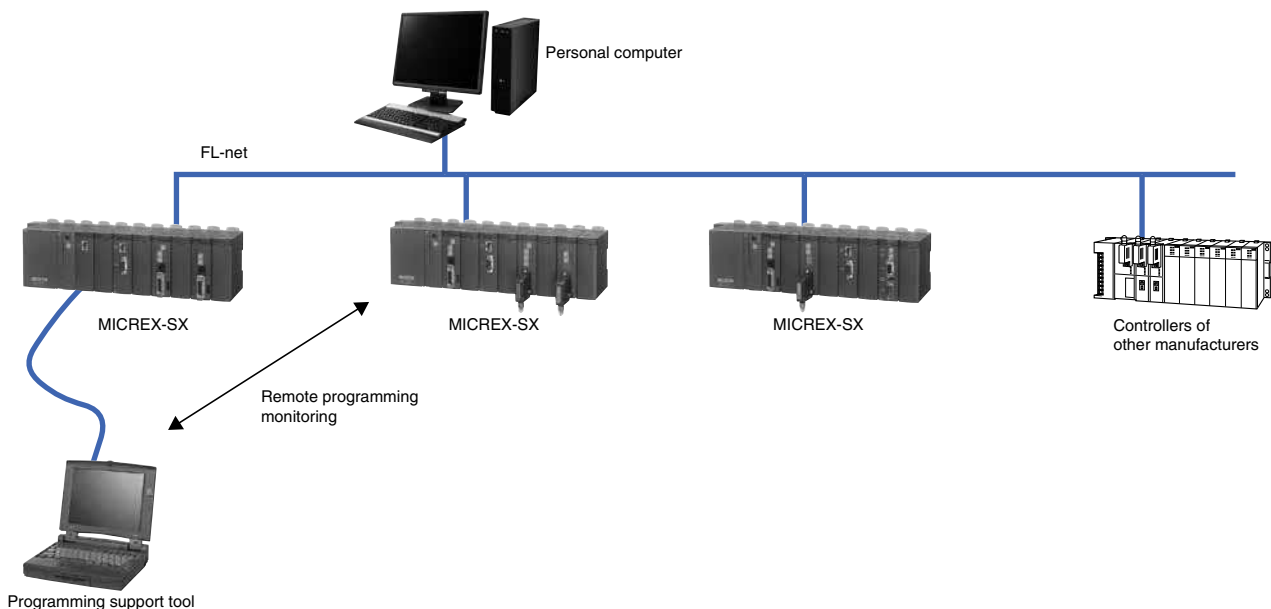 Personal computer
FL-net
MICREX-SX
MICREX-SX
MICREX-SX
Controllers of
other manufacturers
Remote programming
monitoring
Programming support tool